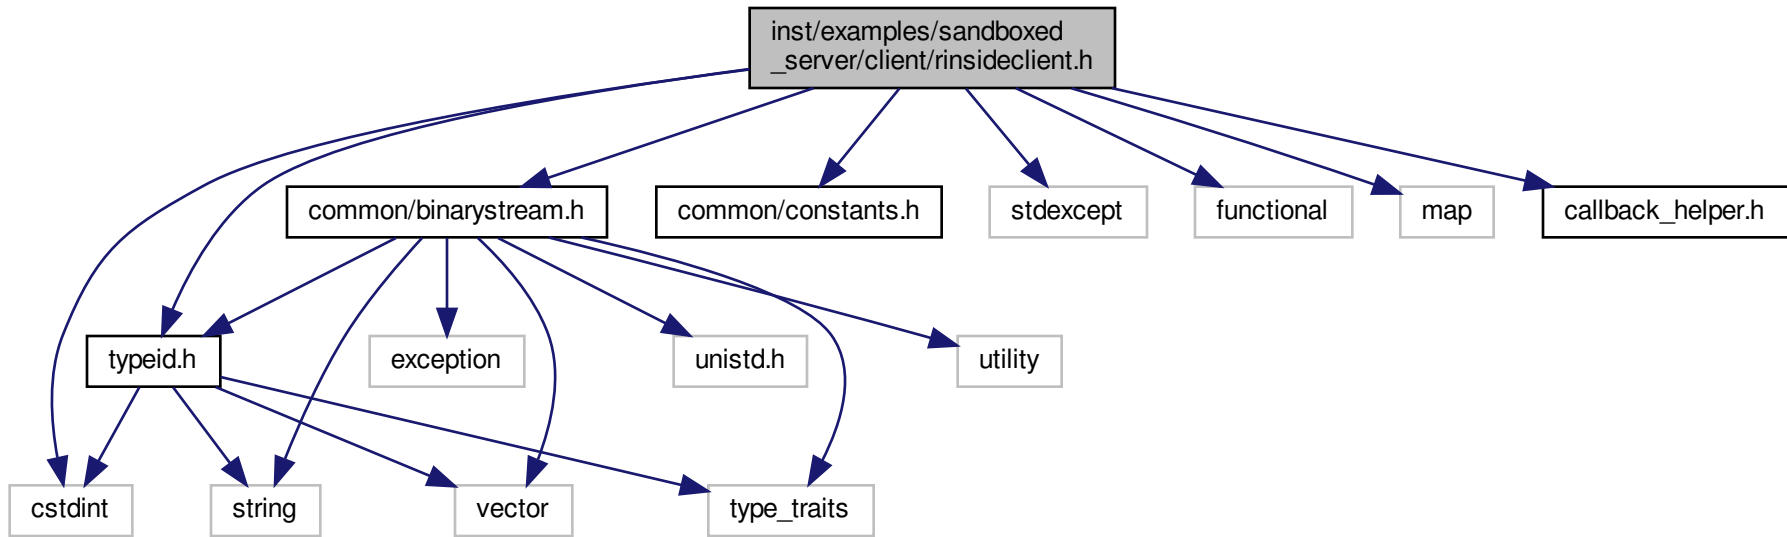 inst/examples/sandboxed
_server/client/rinsideclient.h
common/binarystream.h
common/constants.h
stdexcept
functional
map
callback_helper.h
typeid.h
exception
unistd.h
utility
cstdint
string
vector
type_traits